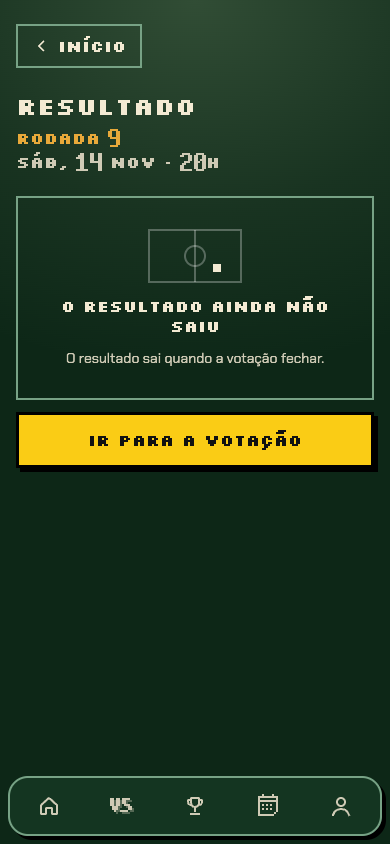 INÍCIO
RESULTADO
RODADA 9
SÁB, 14 NOV · 20H
O RESULTADO AINDA NÃO
SAIU
O resultado sai quando a votação fechar.
IR PARA A VOTAÇÃO
VS